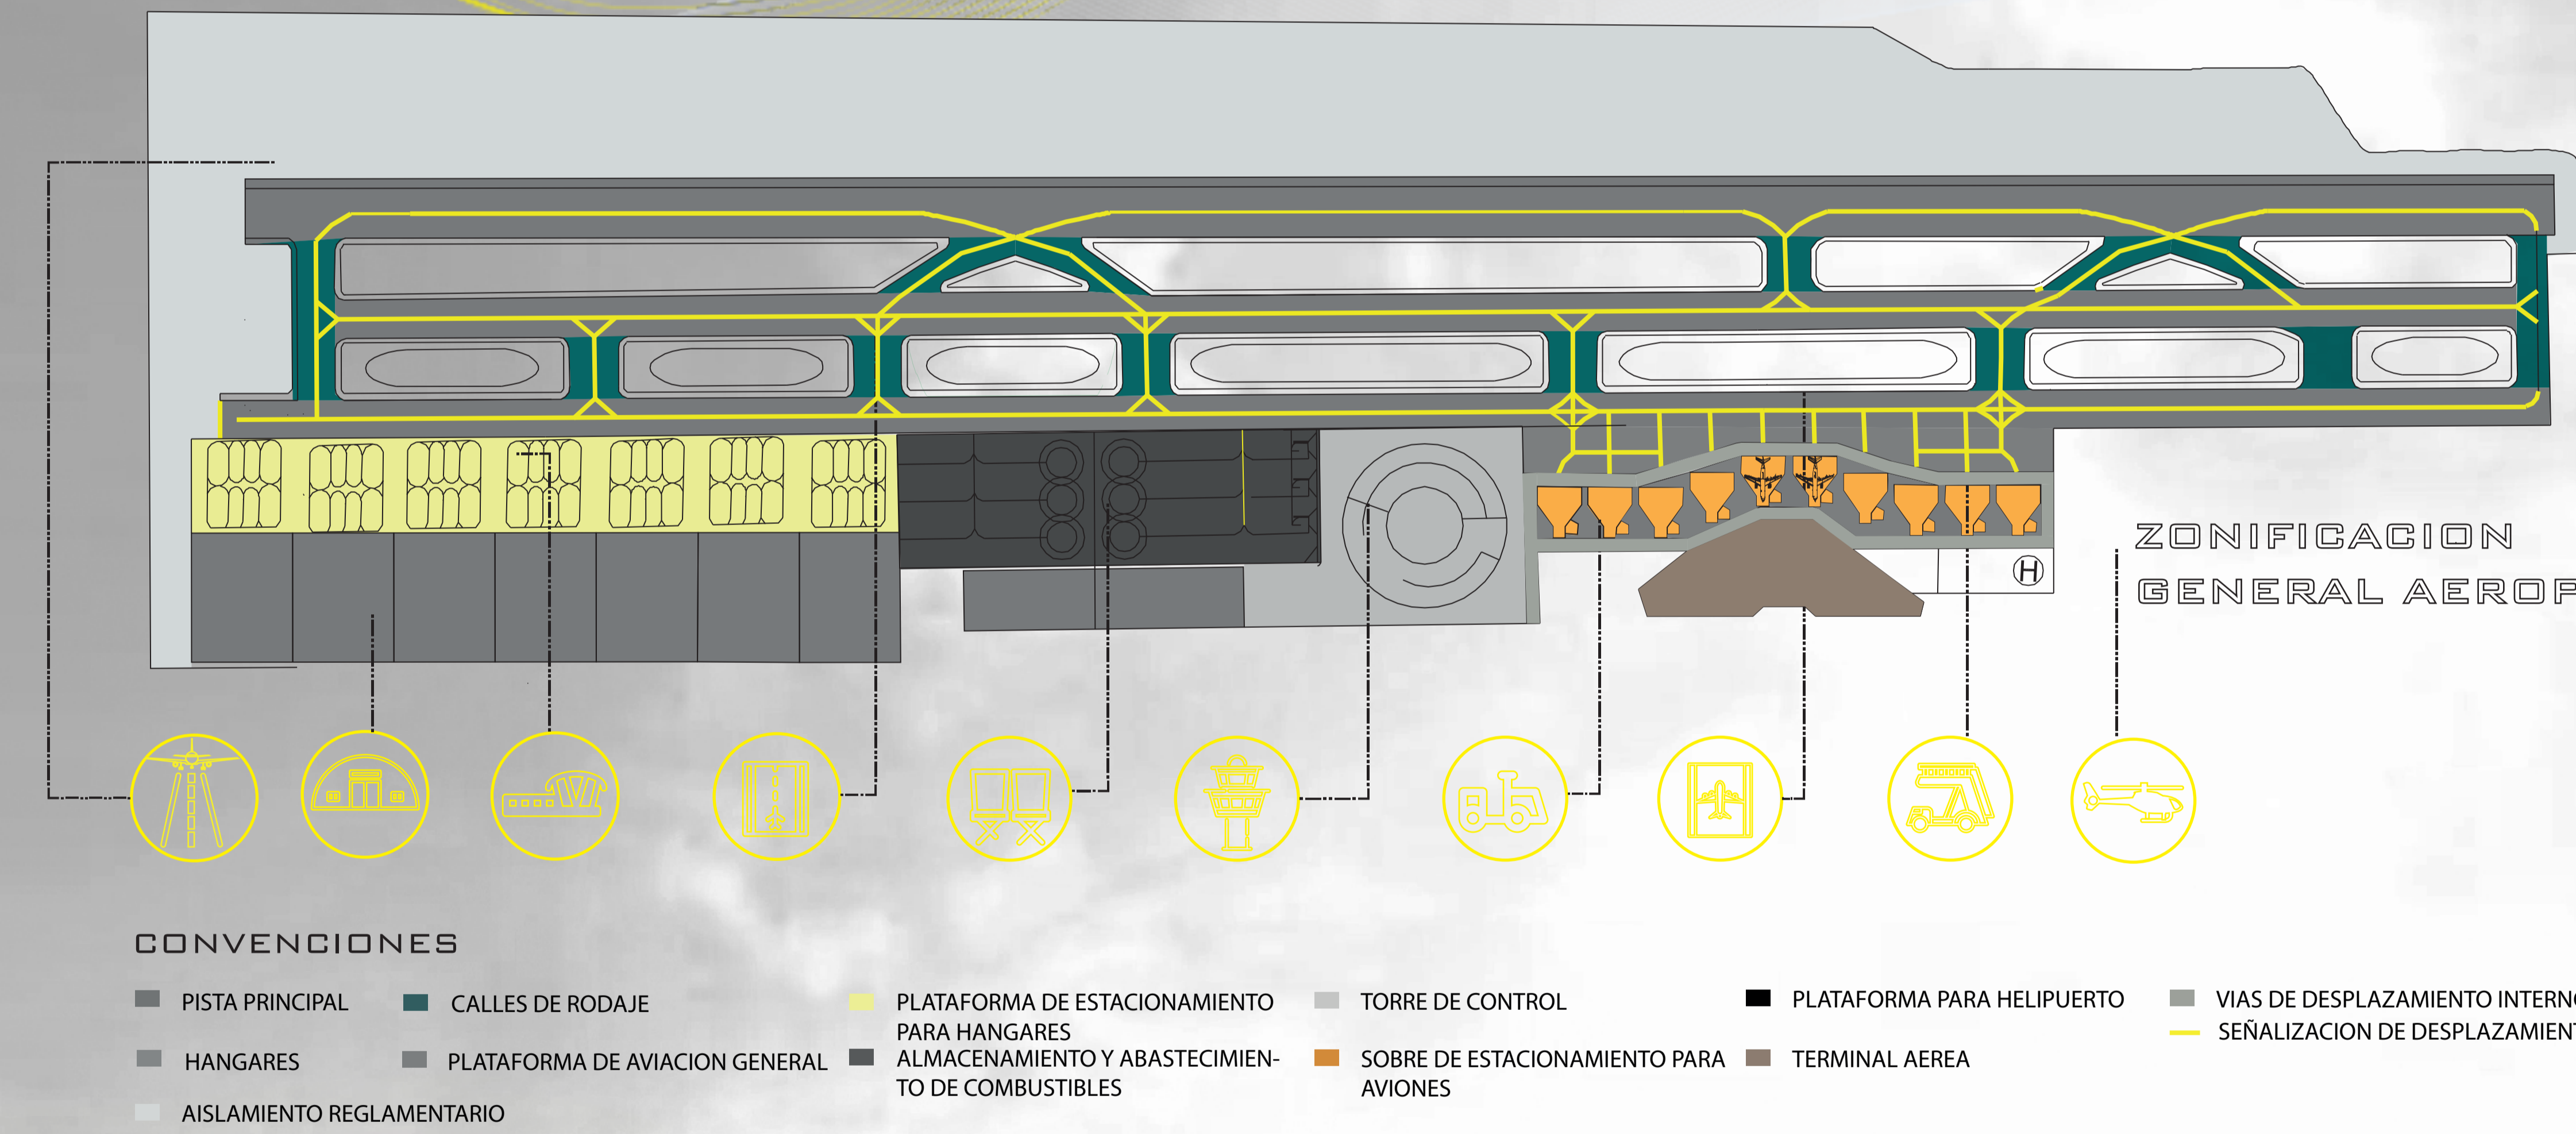 H
ZONIFICACION
GENERAL AEROP
CONVENCIONES
PISTA PRINCIPAL
HANGARES
AISLAMIENTO REGLAMENTARIO
CALLES DE RODAJE
PLATAFORMA DE AVIACION GENERAL
PLATAFORMA DE ESTACIONAMIENTO
PARA HANGARES
ALMACENAMIENTO Y ABASTECIMIEN-
TO DE COMBUSTIBLES
TORRE DE CONTROL
SOBRE DE ESTACIONAMIENTO PARA
AVIONES
PLATAFORMA PARA HELIPUERTO
TERMINAL AEREA
VIAS DE DESPLAZAMIENTO INTERNO
SEÑALIZACION DE DESPLAZAMIENT